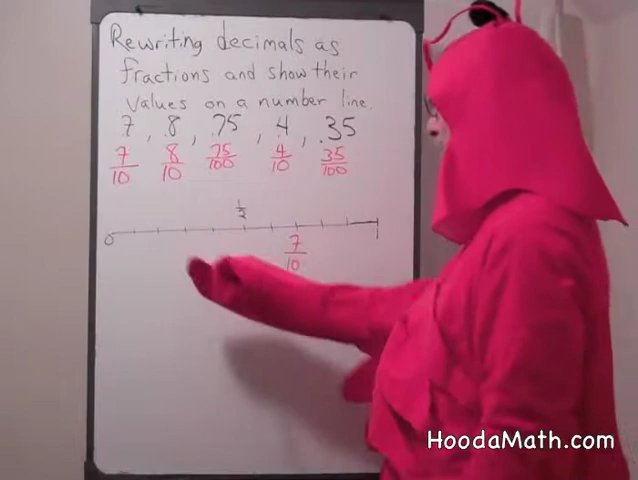 Rewriting decimals as
fractions and show their
values on a number line.
.7, .8, .75, .4, .35
7/10 8/10 75/100 4/10 35/100
1/2
0 1
7/10
HoodaMath.com